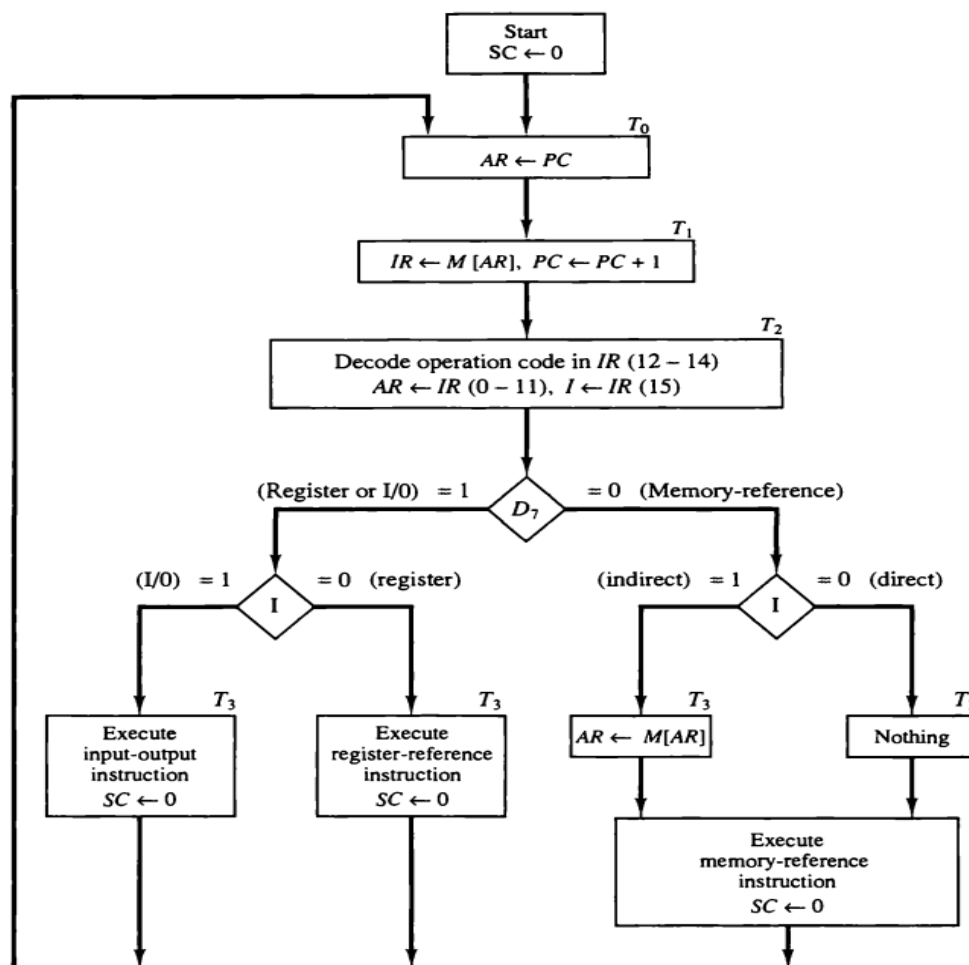 Start
SC ← 0
T₀
AR ← PC
T₁
IR ← M [AR], PC ← PC + 1
T₂
Decode operation code in IR (12 – 14)
AR ← IR (0 – 11), I ← IR (15)
(Register or I/0) = 1
= 0 (Memory-reference)
D₇
(I/0) = 1
= 0 (register)
I
(indirect) = 1
= 0 (direct)
I
T₃
Execute
input-output
instruction
SC ← 0
T₃
Execute
register-reference
instruction
SC ← 0
T₃
AR ← M[AR]
T
Nothing
Execute
memory-reference
instruction
SC ← 0